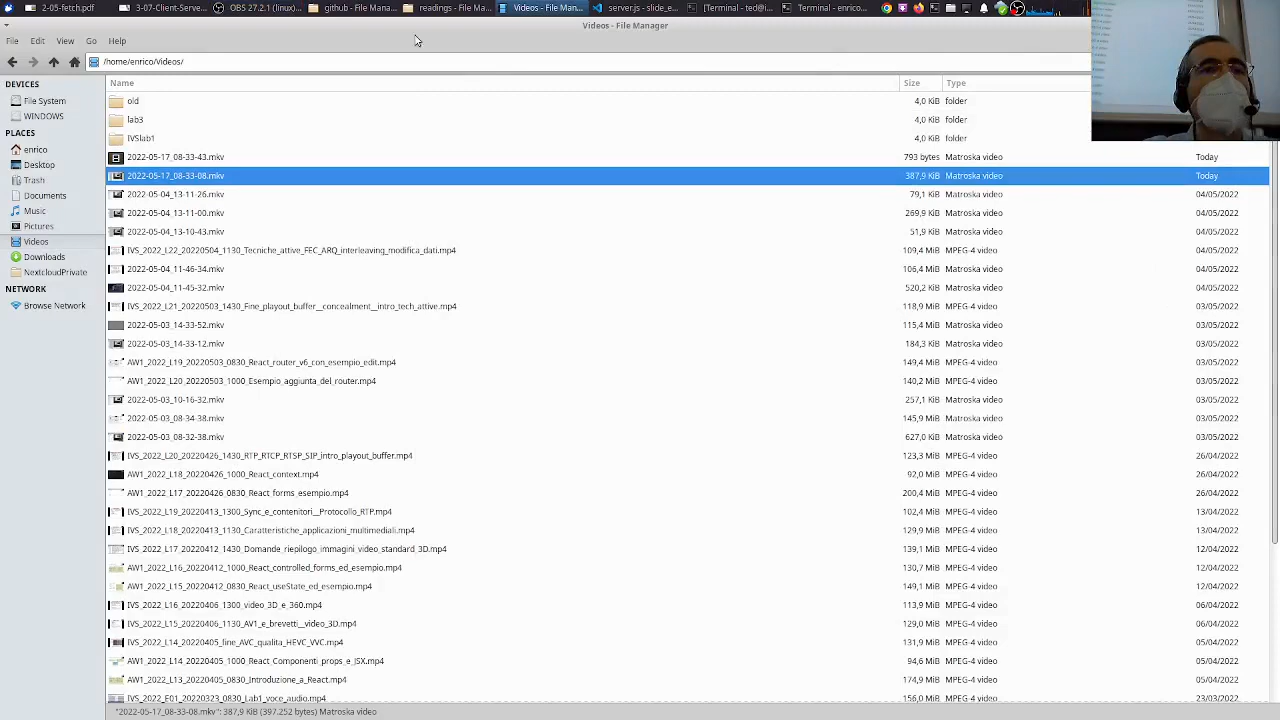 2-05-fetch.pdf
3-01-Client-Serve...
OBS 27.2.1 (linux...
File Mana...
readings - File M...
Videos - File Man...
serverjs - server.j...
[Terminal - demo@...
Terminal - enrico...
Videos - File Manager
File Edit View Go Help
/home/enrico/Videos/
DEVICES
File System
WINDOWS
PLACES
enrico
Desktop
Trash
Documents
Music
Pictures
Videos
Downloads
NextcloudPrivate
NETWORK
Browse Network
Name Size Type
old 4,0 KiB folder
lab3 4,0 KiB folder
IVSlab1 4,0 KiB folder
2022-05-17_08-33-43.mkv 793 bytes Matroska video Today
2022-05-17_08-33-08.mkv 387,9 KiB Matroska video Today
2022-05-04_13-11-26.mkv 79,1 KiB Matroska video 04/05/2022
2022-05-04_13-11-00.mkv 269,9 KiB Matroska video 04/05/2022
2022-05-04_13-10-43.mkv 51,9 KiB Matroska video 04/05/2022
IVS_2022_L22_20220504_1130_Tecniche_attive_FEC_ARQ_interleaving_modifica_dati.mp4 109,4 MiB MPEG-4 video 04/05/2022
2022-05-04_11-46-34.mkv 106,4 MiB Matroska video 04/05/2022
2022-05-04_11-45-32.mkv 520,2 KiB Matroska video 04/05/2022
IVS_2022_L21_20220503_1430_Fine_playout_buffer__concealment__intro_tech_attive.mp4 118,9 MiB MPEG-4 video 03/05/2022
2022-05-03_14-33-52.mkv 115,4 MiB Matroska video 03/05/2022
2022-05-03_14-33-12.mkv 184,3 KiB Matroska video 03/05/2022
AW1_2022_L19_20220503_0830_React_router_v6_con_esempio_edit.mp4 149,4 MiB MPEG-4 video 03/05/2022
AW1_2022_L20_20220503_1000_Esempio_aggiunta_del_router.mp4 140,2 MiB MPEG-4 video 03/05/2022
2022-05-03_10-16-32.mkv 257,1 KiB Matroska video 03/05/2022
2022-05-03_08-34-38.mkv 145,9 MiB Matroska video 03/05/2022
2022-05-03_08-32-38.mkv 627,0 KiB Matroska video 03/05/2022
IVS_2022_L20_20220426_1430_RTP_RTCP_RTSP_SIP_intro_playout_buffer.mp4 123,3 MiB MPEG-4 video 26/04/2022
AW1_2022_L18_20220426_1000_React_context.mp4 92,0 MiB MPEG-4 video 26/04/2022
AW1_2022_L17_20220426_0830_React_forms_esempio.mp4 200,4 MiB MPEG-4 video 26/04/2022
IVS_2022_L19_20220413_1300_Sync_e_contenitori__Protocollo_RTP.mp4 102,4 MiB MPEG-4 video 13/04/2022
IVS_2022_L18_20220413_1130_Caratteristiche_applicazioni_multimediali.mp4 129,9 MiB MPEG-4 video 13/04/2022
IVS_2022_L17_20220412_1430_Domande_riepilogo_immagini_video_standard_3D.mp4 139,1 MiB MPEG-4 video 12/04/2022
AW1_2022_L16_20220412_1000_React_controlled_forms_ed_esempio.mp4 130,7 MiB MPEG-4 video 12/04/2022
AW1_2022_L15_20220412_0830_React_useState_ed_esempio.mp4 149,1 MiB MPEG-4 video 12/04/2022
IVS_2022_L16_20220406_1300_video_3D_e_360.mp4 113,9 MiB MPEG-4 video 06/04/2022
IVS_2022_L15_20220406_1130_AV1_e_brevetti__video_3D.mp4 129,0 MiB MPEG-4 video 06/04/2022
IVS_2022_L14_20220405_fine_AVC_qualita_HEVC_VVC.mp4 131,9 MiB MPEG-4 video 05/04/2022
AW1_2022_L14_20220405_1000_React_Componenti_props_e_JSX.mp4 94,6 MiB MPEG-4 video 05/04/2022
AW1_2022_L13_20220405_0830_Introduzione_a_React.mp4 174,9 MiB MPEG-4 video 05/04/2022
IVS_2022_E01_20220323_0830_Lab1_voce_audio.mp4 156,0 MiB MPEG-4 video 23/03/2022
"2022-05-17_08-33-08.mkv": 387,9 KiB (397.252 bytes) Matroska video